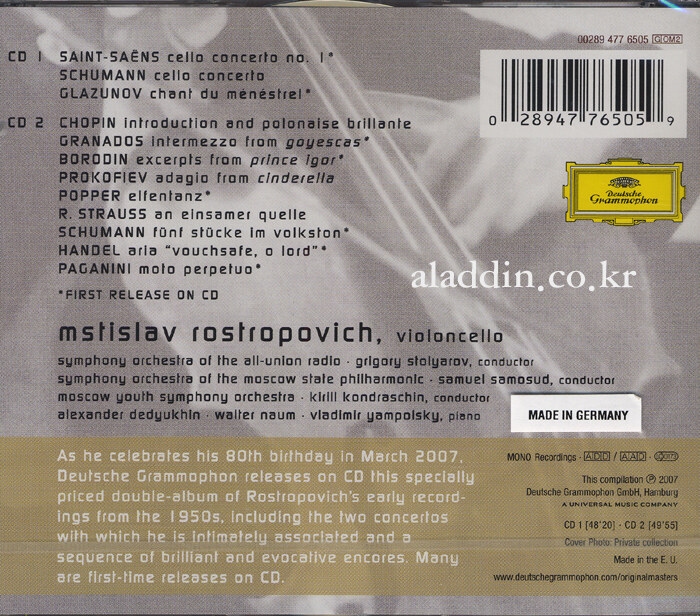 00289 477 6505 GOM2
CD 1 SAINT-SAËNS cello concerto no. 1*
SCHUMANN cello concerto
GLAZUNOV chant du ménéstrel*
CD 2 CHOPIN introduction and polonaise brillante
GRANADOS intermezzo from goyescas*
BORODIN excerpts from prince igor*
PROKOFIEV adagio from cinderella
POPPER elfentanz*
R. STRAUSS an einsamer quelle
SCHUMANN fünf stücke im volkston*
HANDEL aria "vouchsafe, o lord"*
PAGANINI moto perpetuo*
*FIRST RELEASE ON CD
0 28947 76505 9
Deutsche
Grammophon
aladdin.co.kr
mstislav rostropovich, violoncello
symphony orchestra of the all-union radio · grigory stolyarov, conductor
symphony orchestra of the moscow state philharmonic · samuel samosud, conductor
moscow youth symphony orchestra · kirill kondraschin, conductor
alexander dedyukhin · walter naum · vladimir yampolsky, piano
MADE IN GERMANY
As he celebrates his 80th birthday in March 2007,
Deutsche Grammophon releases on CD this specially
priced double-album of Rostropovich's early record-
ings from the 1950s, including the two concertos
with which he is intimately associated and a
sequence of brilliant and evocative encores. Many
are first-time releases on CD.
MONO Recordings · ADD / AAD ·
This compilation ℗ 2007
Deutsche Grammophon GmbH, Hamburg
A UNIVERSAL MUSIC COMPANY
CD 1 [48'20] · CD 2 [49'55]
Cover Photo: Private collection
Made in the E. U.
www.deutschegrammophon.com/originalmasters